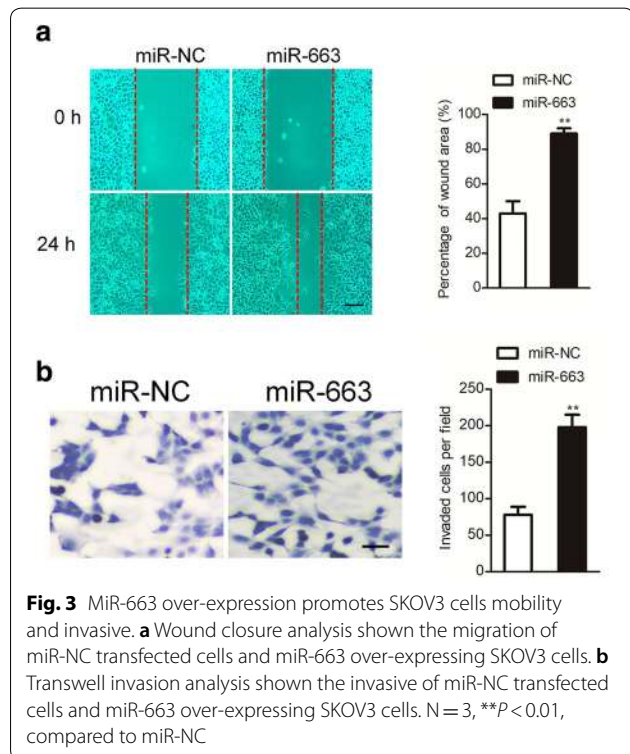 a
miR-NC miR-663
0 h
24 h
miR-NC
miR-663
Percentage of wound area (%)
100
80
60
40
20
0
**
b
miR-NC miR-663
miR-NC
miR-663
Invaded cells per field
250
200
150
100
50
0
**
Fig. 3 MiR-663 over-expression promotes SKOV3 cells mobility
and invasive. a Wound closure analysis shown the migration of
miR-NC transfected cells and miR-663 over-expressing SKOV3 cells. b
Transwell invasion analysis shown the invasive of miR-NC transfected
cells and miR-663 over-expressing SKOV3 cells. N = 3, **P < 0.01,
compared to miR-NC